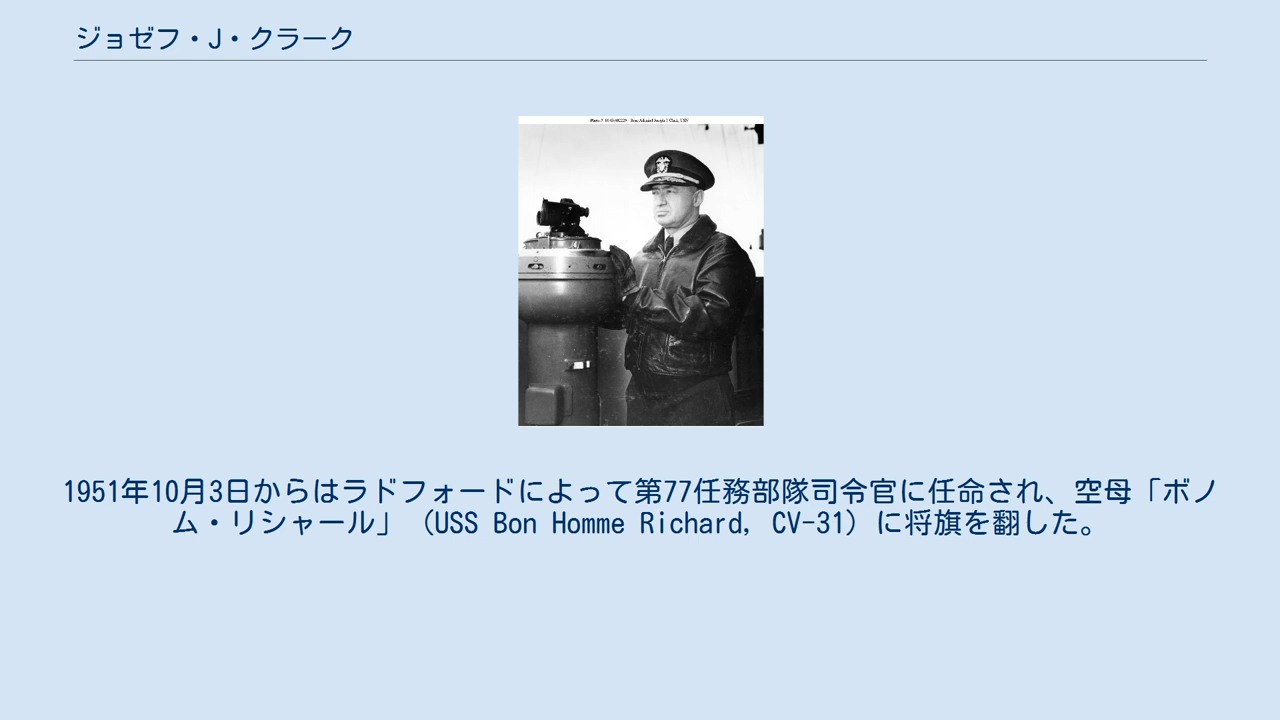 ジョゼフ・J・クラーク
1951年10月3日からはラドフォードによって第77任務部隊司令官に任命され、空母「ボノ
ム・リシャール」（USS Bon Homme Richard, CV-31）に将旗を翻した。